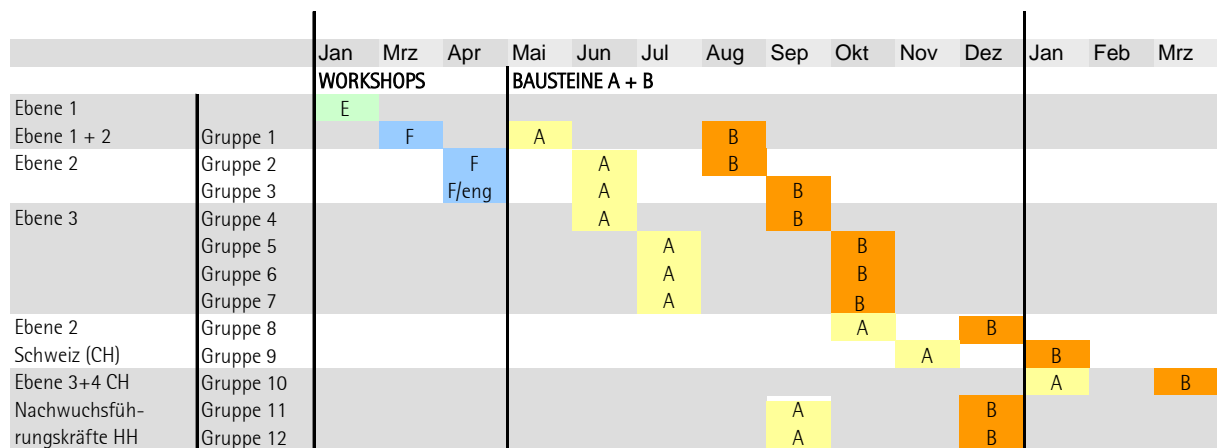 Jan Mrz Apr Mai Jun Jul Aug Sep Okt Nov Dez Jan Feb Mrz
WORKSHOPS BAUSTEINE A + B
Ebene 1 E
Ebene 1 + 2 Gruppe 1 F A B
Ebene 2 Gruppe 2 F A B
Gruppe 3 F/eng A B
Ebene 3 Gruppe 4 A B
Gruppe 5 A B
Gruppe 6 A B
Gruppe 7 A B
Ebene 2 Gruppe 8 A B
Schweiz (CH) Gruppe 9 A B
Ebene 3+4 CH Gruppe 10 A B
Nachwuchsfüh- Gruppe 11 A B
rungskräfte HH Gruppe 12 A B